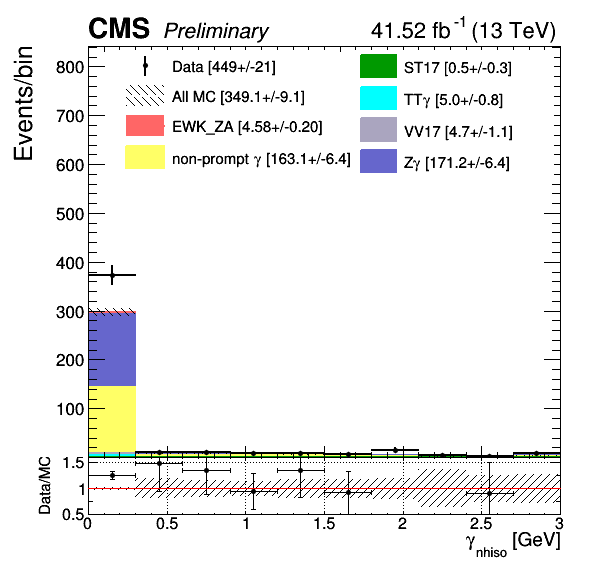 CMS Preliminary 41.52 fb⁻¹ (13 TeV)
Events/bin
800
700
600
500
400
300
200
100
Data [449+/-21]
All MC [349.1+/-9.1]
EWK_ZA [4.58+/-0.20]
non-prompt γ [163.1+/-6.4]
ST17 [0.5+/-0.3]
TTγ [5.0+/-0.8]
VV17 [4.7+/-1.1]
Zγ [171.2+/-6.4]
Data/MC
1.5
1
0.5
0 0.5 1 1.5 2 2.5 3
γnhiso [GeV]